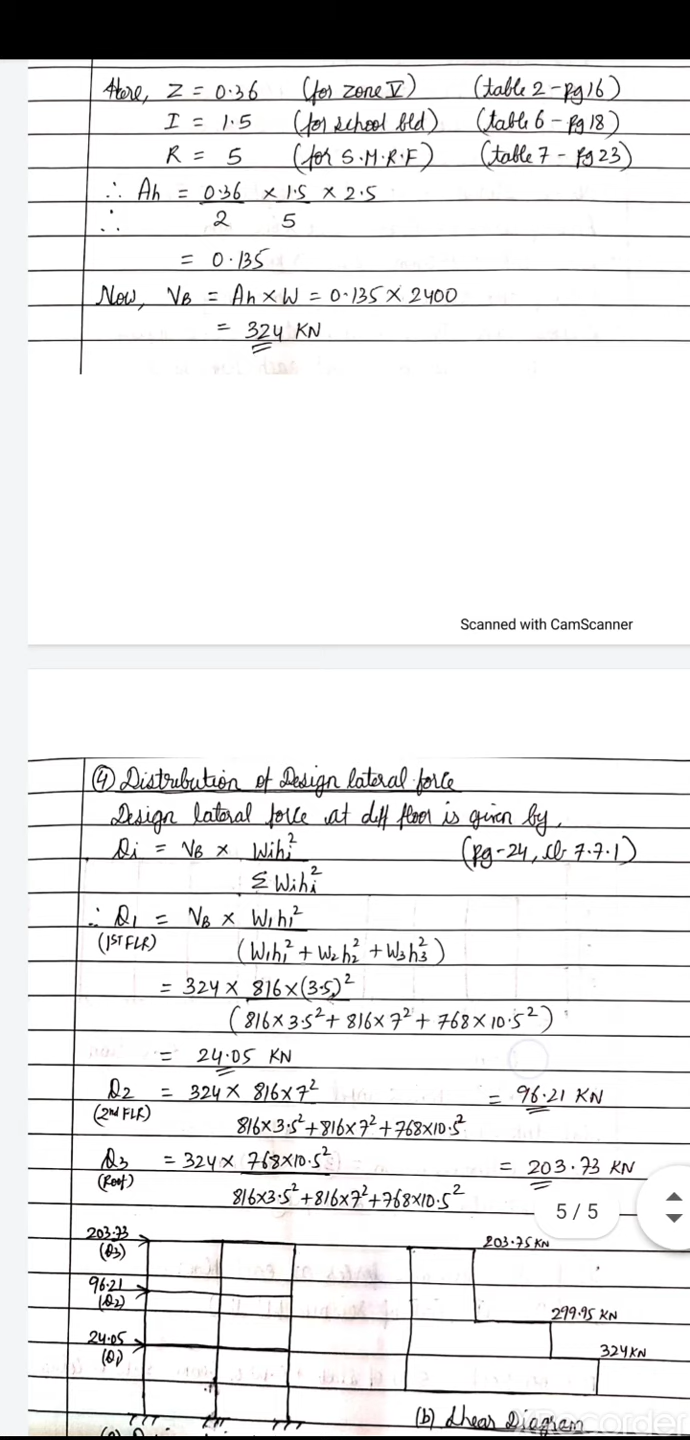 Here, Z = 0.36 (for zone V) (table 2 - Pg 16)
I = 1.5 (for school bld) (table 6 - Pg 18)
R = 5 (for S.M.R.F) (table 7 - Pg 23)
∴ Ah = 0.36 × 1.5 × 2.5
∴ 2 5
= 0.135
Now, VB = Ah × W = 0.135 × 2400
= 324 KN
Scanned with CamScanner
④ Distribution of Design lateral force
Design lateral force at diff floor is given by,
Qi = VB × Wihi² (Pg-24, cl. 7.7.1)
Σ Wihi²
∴ Q1 = VB × W1h1²
(1ST FLR) (W1h1² + W2h2² + W3h3²)
= 324 × 816×(3.5)²
(816×3.5² + 816×7² + 768×10.5²)
= 24.05 KN
Q2 = 324 × 816×7² = 96.21 KN
(2nd FLR) 816×3.5²+816×7²+768×10.5²
Q3 = 324 × 768×10.5² = 203.73 KN
(Roof) 816×3.5²+816×7²+768×10.5²
5 / 5
203.73 203.75 KN
(Q3)
96.21
(Q2) 299.95 KN
24.05 324 KN
(Q1)
(b) Shear Diagram